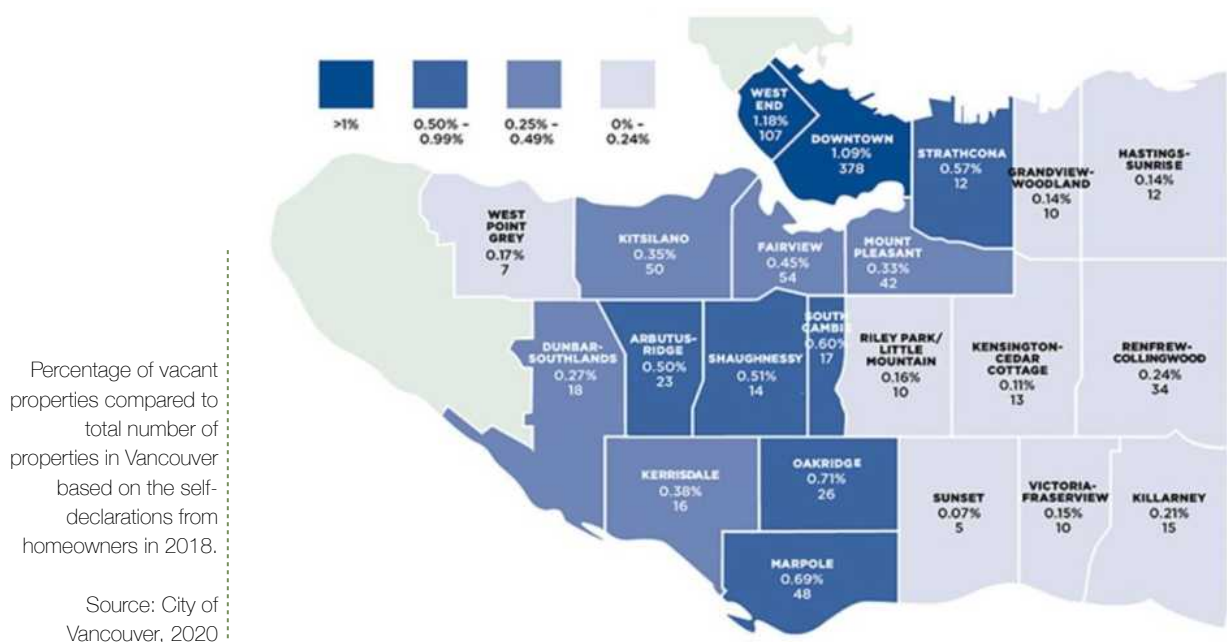 >1%
0.50% -
0.99%
0.25% -
0.49%
0% -
0.24%
WEST
END
1.18%
107
DOWNTOWN
1.09%
378
STRATHCONA
0.57%
12
GRANDVIEW-
WOODLAND
0.14%
10
HASTINGS-
SUNRISE
0.14%
12
WEST
POINT
GREY
0.17%
7
KITSILANO
0.35%
50
FAIRVIEW
0.45%
54
MOUNT
PLEASANT
0.33%
42
DUNBAR-
SOUTHLANDS
0.27%
18
ARBUTUS-
RIDGE
0.50%
23
SHAUGHNESSY
0.51%
14
SOUTH
CAMBIE
0.60%
17
RILEY PARK/
LITTLE
MOUNTAIN
0.16%
10
KENSINGTON-
CEDAR
COTTAGE
0.11%
13
RENFREW-
COLLINGWOOD
0.24%
34
KERRISDALE
0.38%
16
OAKRIDGE
0.71%
26
SUNSET
0.07%
5
VICTORIA-
FRASERVIEW
0.15%
10
KILLARNEY
0.21%
15
MARPOLE
0.69%
48
Percentage of vacant
properties compared to
total number of
properties in Vancouver
based on the self-
declarations from
homeowners in 2018.
Source: City of
Vancouver, 2020